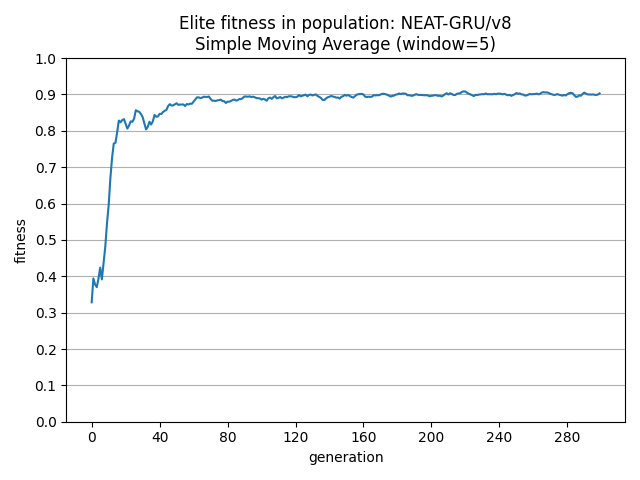 Elite fitness in population: NEAT-GRU/v8
Simple Moving Average (window=5)
1.0
0.9
0.8
0.7
0.6
0.5
0.4
0.3
0.2
0.1
0.0
fitness
0 40 80 120 160 200 240 280
generation